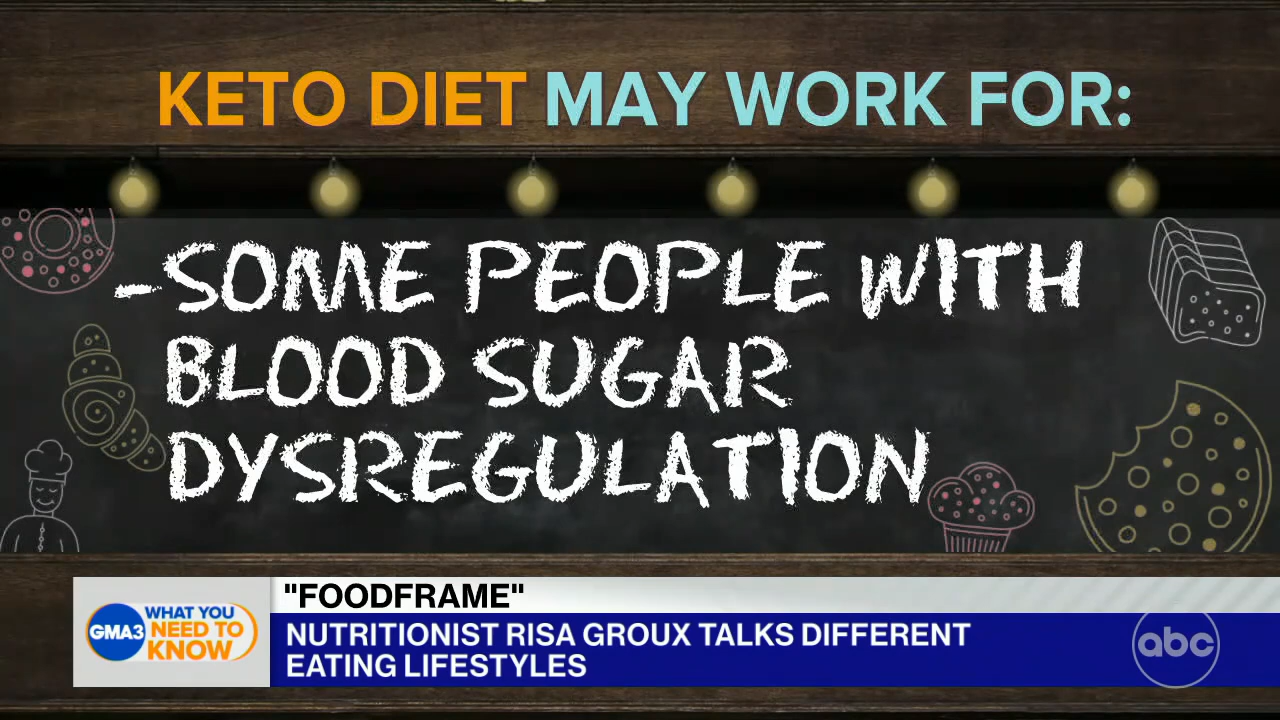 KETO DIET MAY WORK FOR:
-SOME PEOPLE WITH
BLOOD SUGAR
DYSREGULATION
"FOODFRAME"
GMA3
WHAT YOU
NEED TO
KNOW
NUTRITIONIST RISA GROUX TALKS DIFFERENT
EATING LIFESTYLES
abc